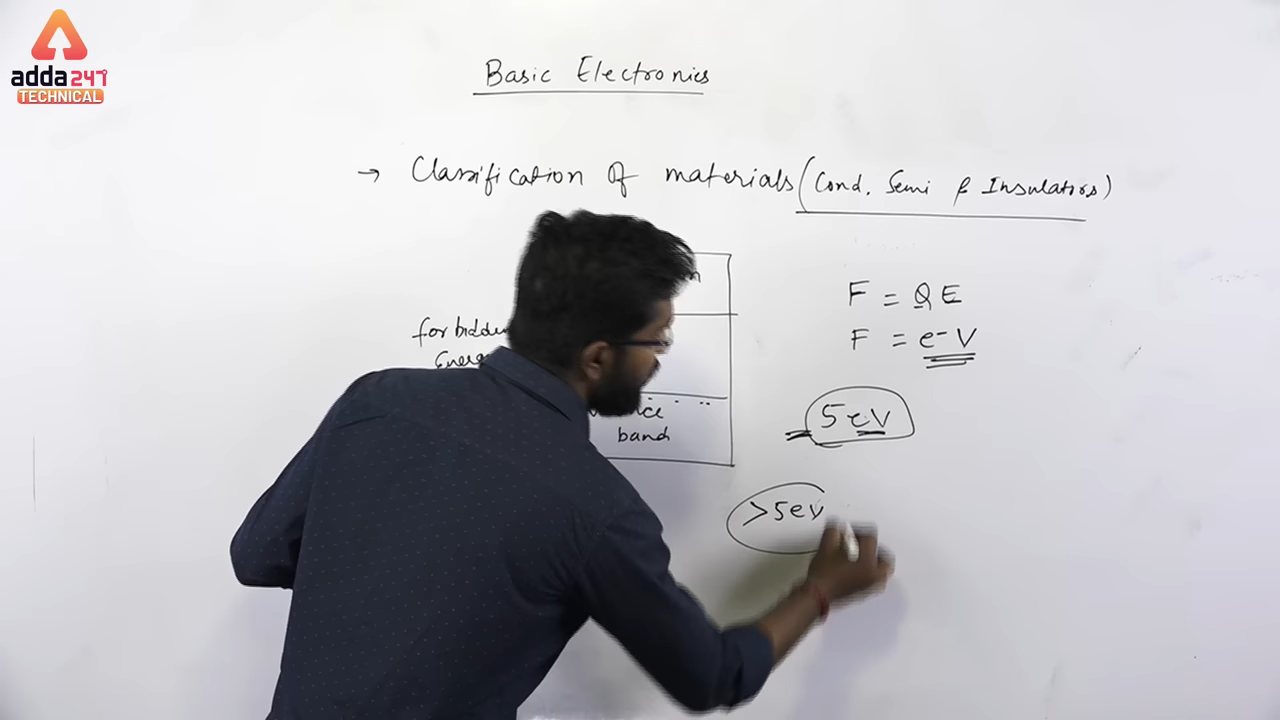 adda247
TECHNICAL
Basic Electronics
→ Classification Of materials (Cond, Semi & Insulators)
F = QE
F = e- V
5eV
band
>5eV